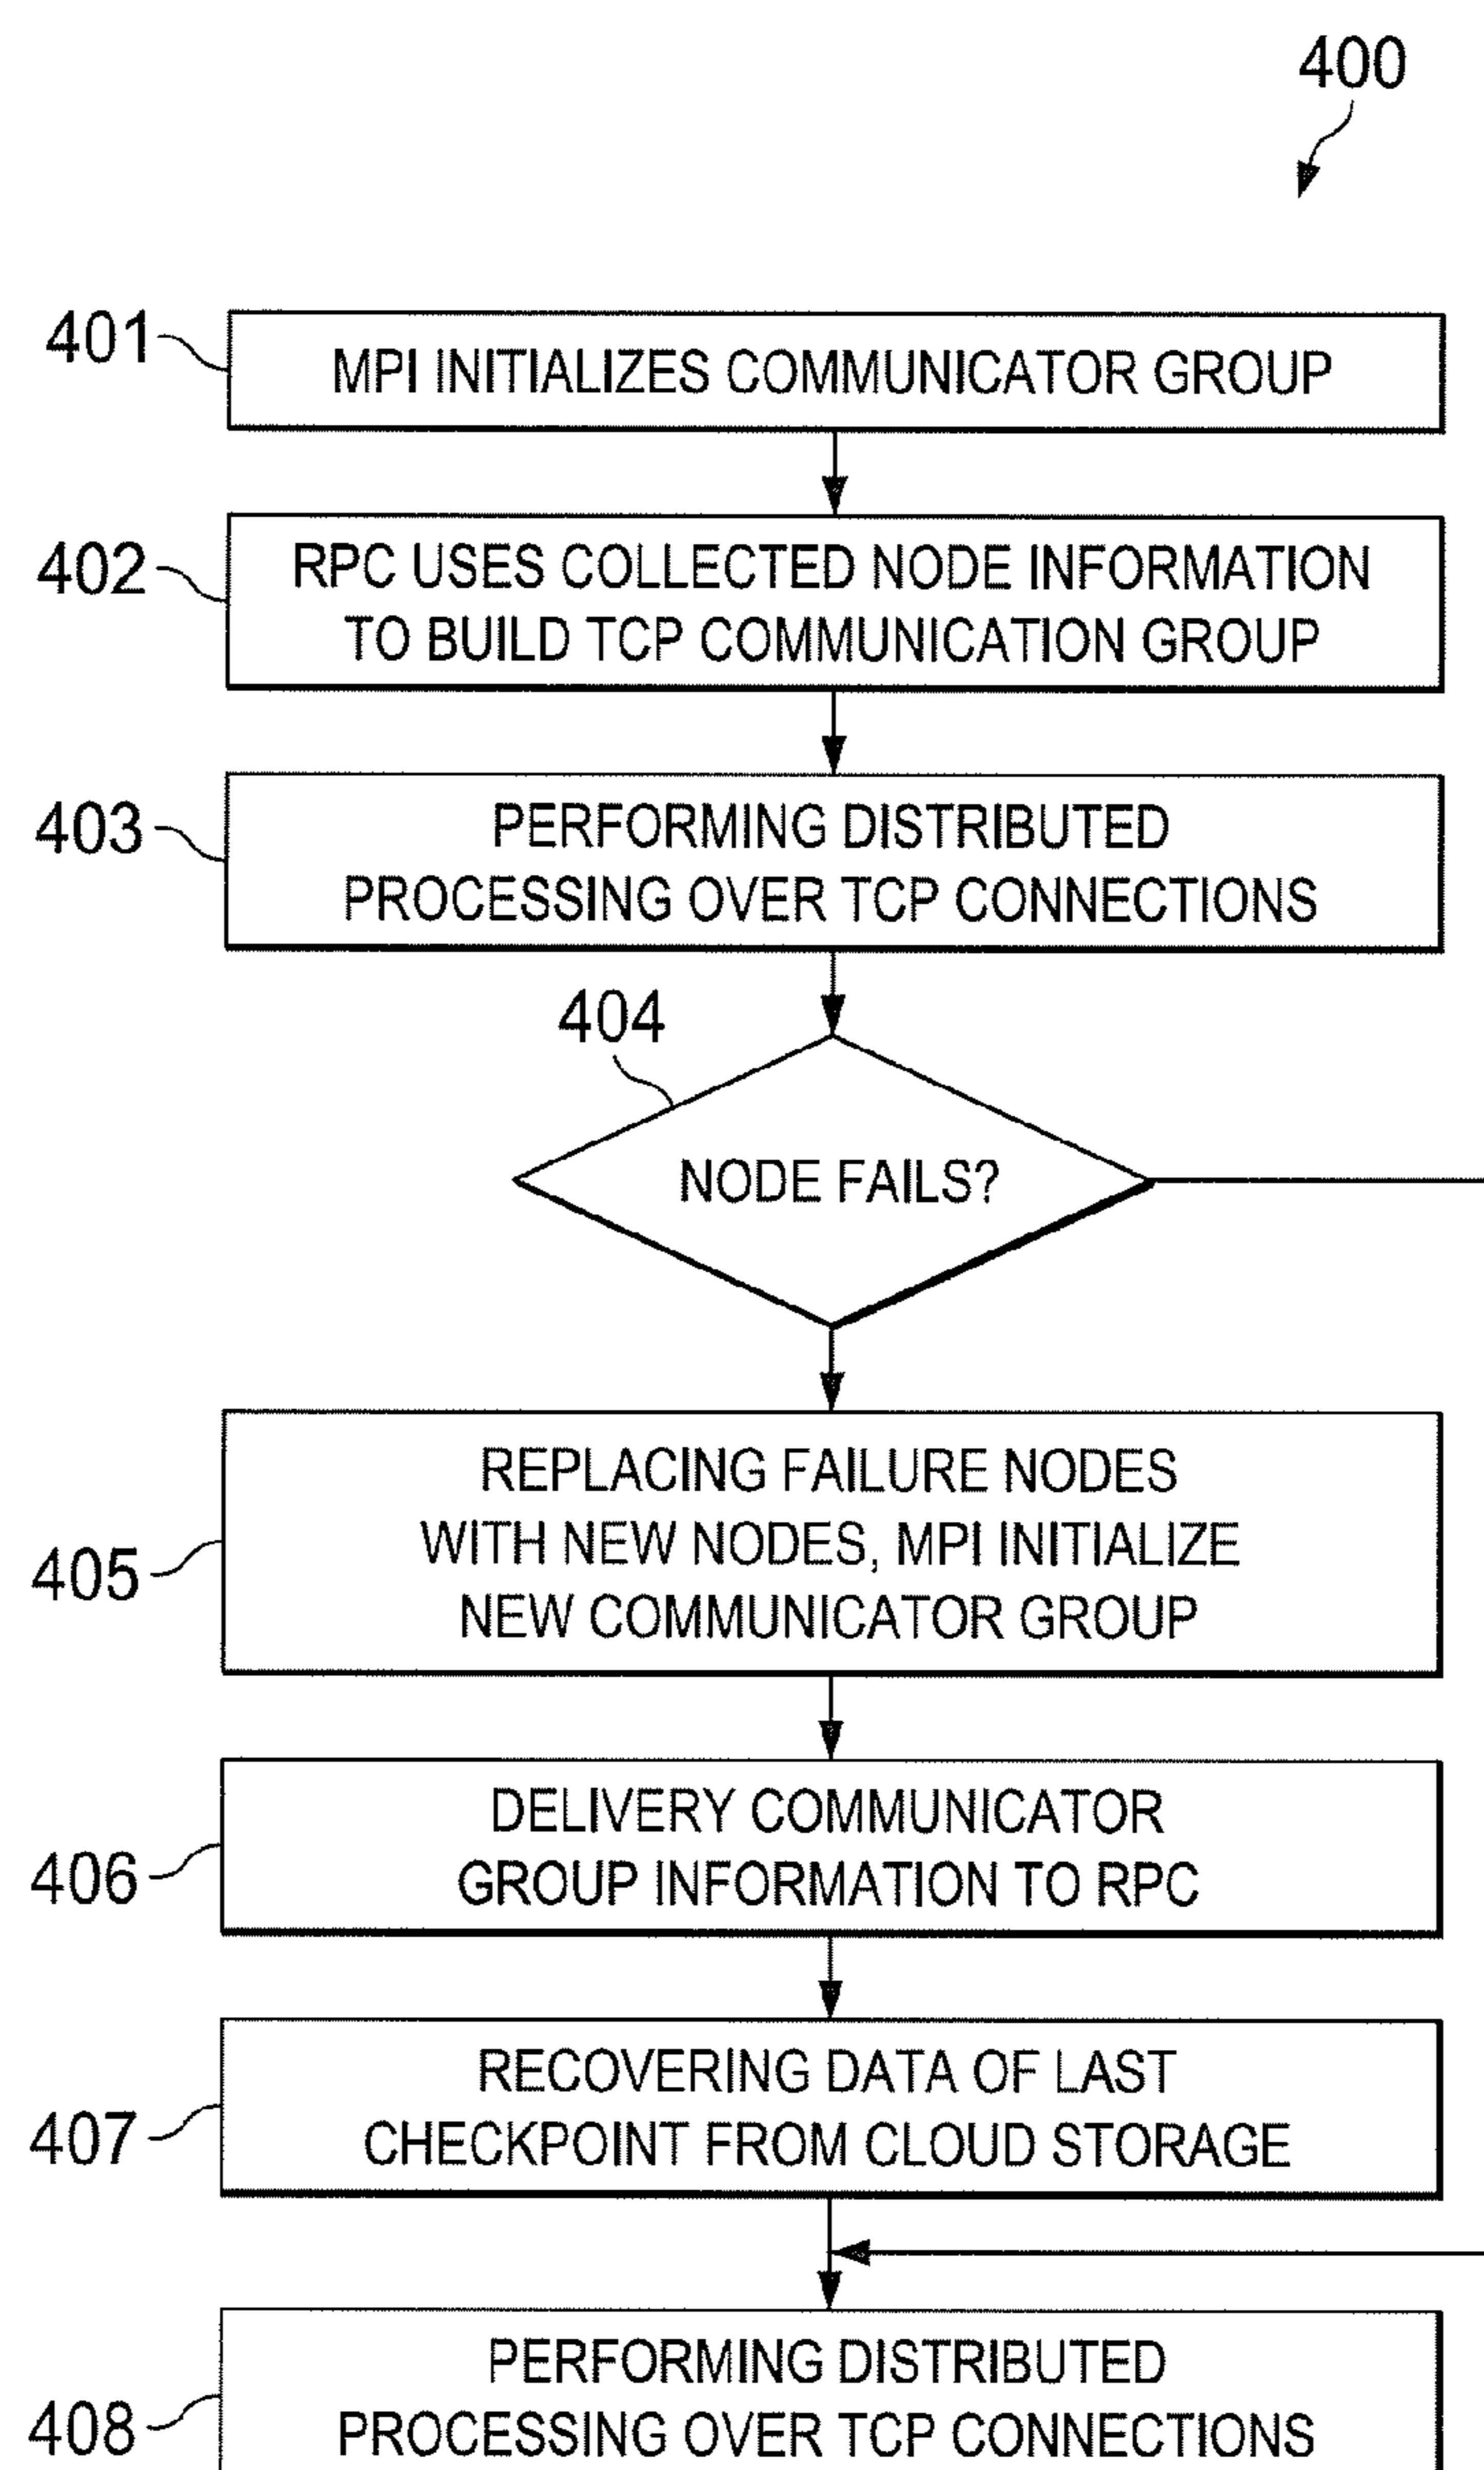 400
401
MPI INITIALIZES COMMUNICATOR GROUP
402
RPC USES COLLECTED NODE INFORMATION
TO BUILD TCP COMMUNICATION GROUP
403
PERFORMING DISTRIBUTED
PROCESSING OVER TCP CONNECTIONS
404
NODE FAILS?
405
REPLACING FAILURE NODES
WITH NEW NODES, MPI INITIALIZE
NEW COMMUNICATOR GROUP
406
DELIVERY COMMUNICATOR
GROUP INFORMATION TO RPC
407
RECOVERING DATA OF LAST
CHECKPOINT FROM CLOUD STORAGE
408
PERFORMING DISTRIBUTED
PROCESSING OVER TCP CONNECTIONS